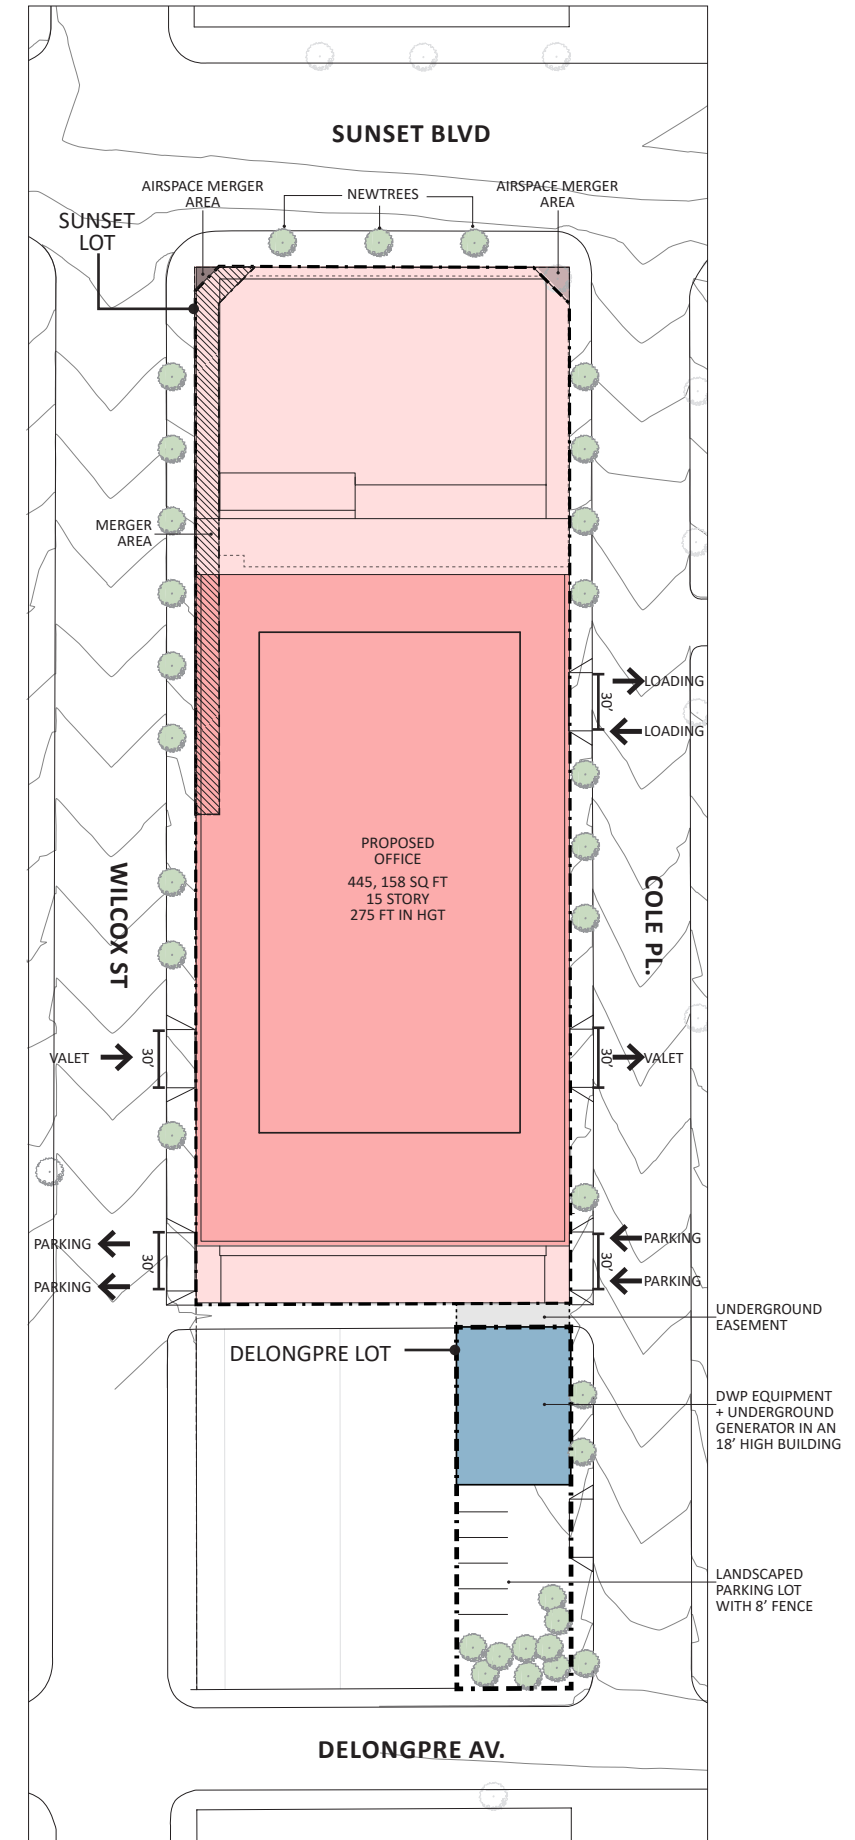 SUNSET BLVD
AIRSPACE MERGER
AREA
NEWTREES
AIRSPACE MERGER
AREA
SUNSET
LOT
MERGER
AREA
LOADING
30'
LOADING
PROPOSED
OFFICE
445, 158 SQ FT
15 STORY
275 FT IN HGT
WILCOX ST
COLE PL.
VALET
30'
30'
VALET
PARKING
30'
PARKING
PARKING
30'
PARKING
UNDERGROUND
EASEMENT
DELONGPRE LOT
DWP EQUIPMENT
+ UNDERGROUND
GENERATOR IN AN
18' HIGH BUILDING
LANDSCAPED
PARKING LOT
WITH 8' FENCE
DELONGPRE AV.